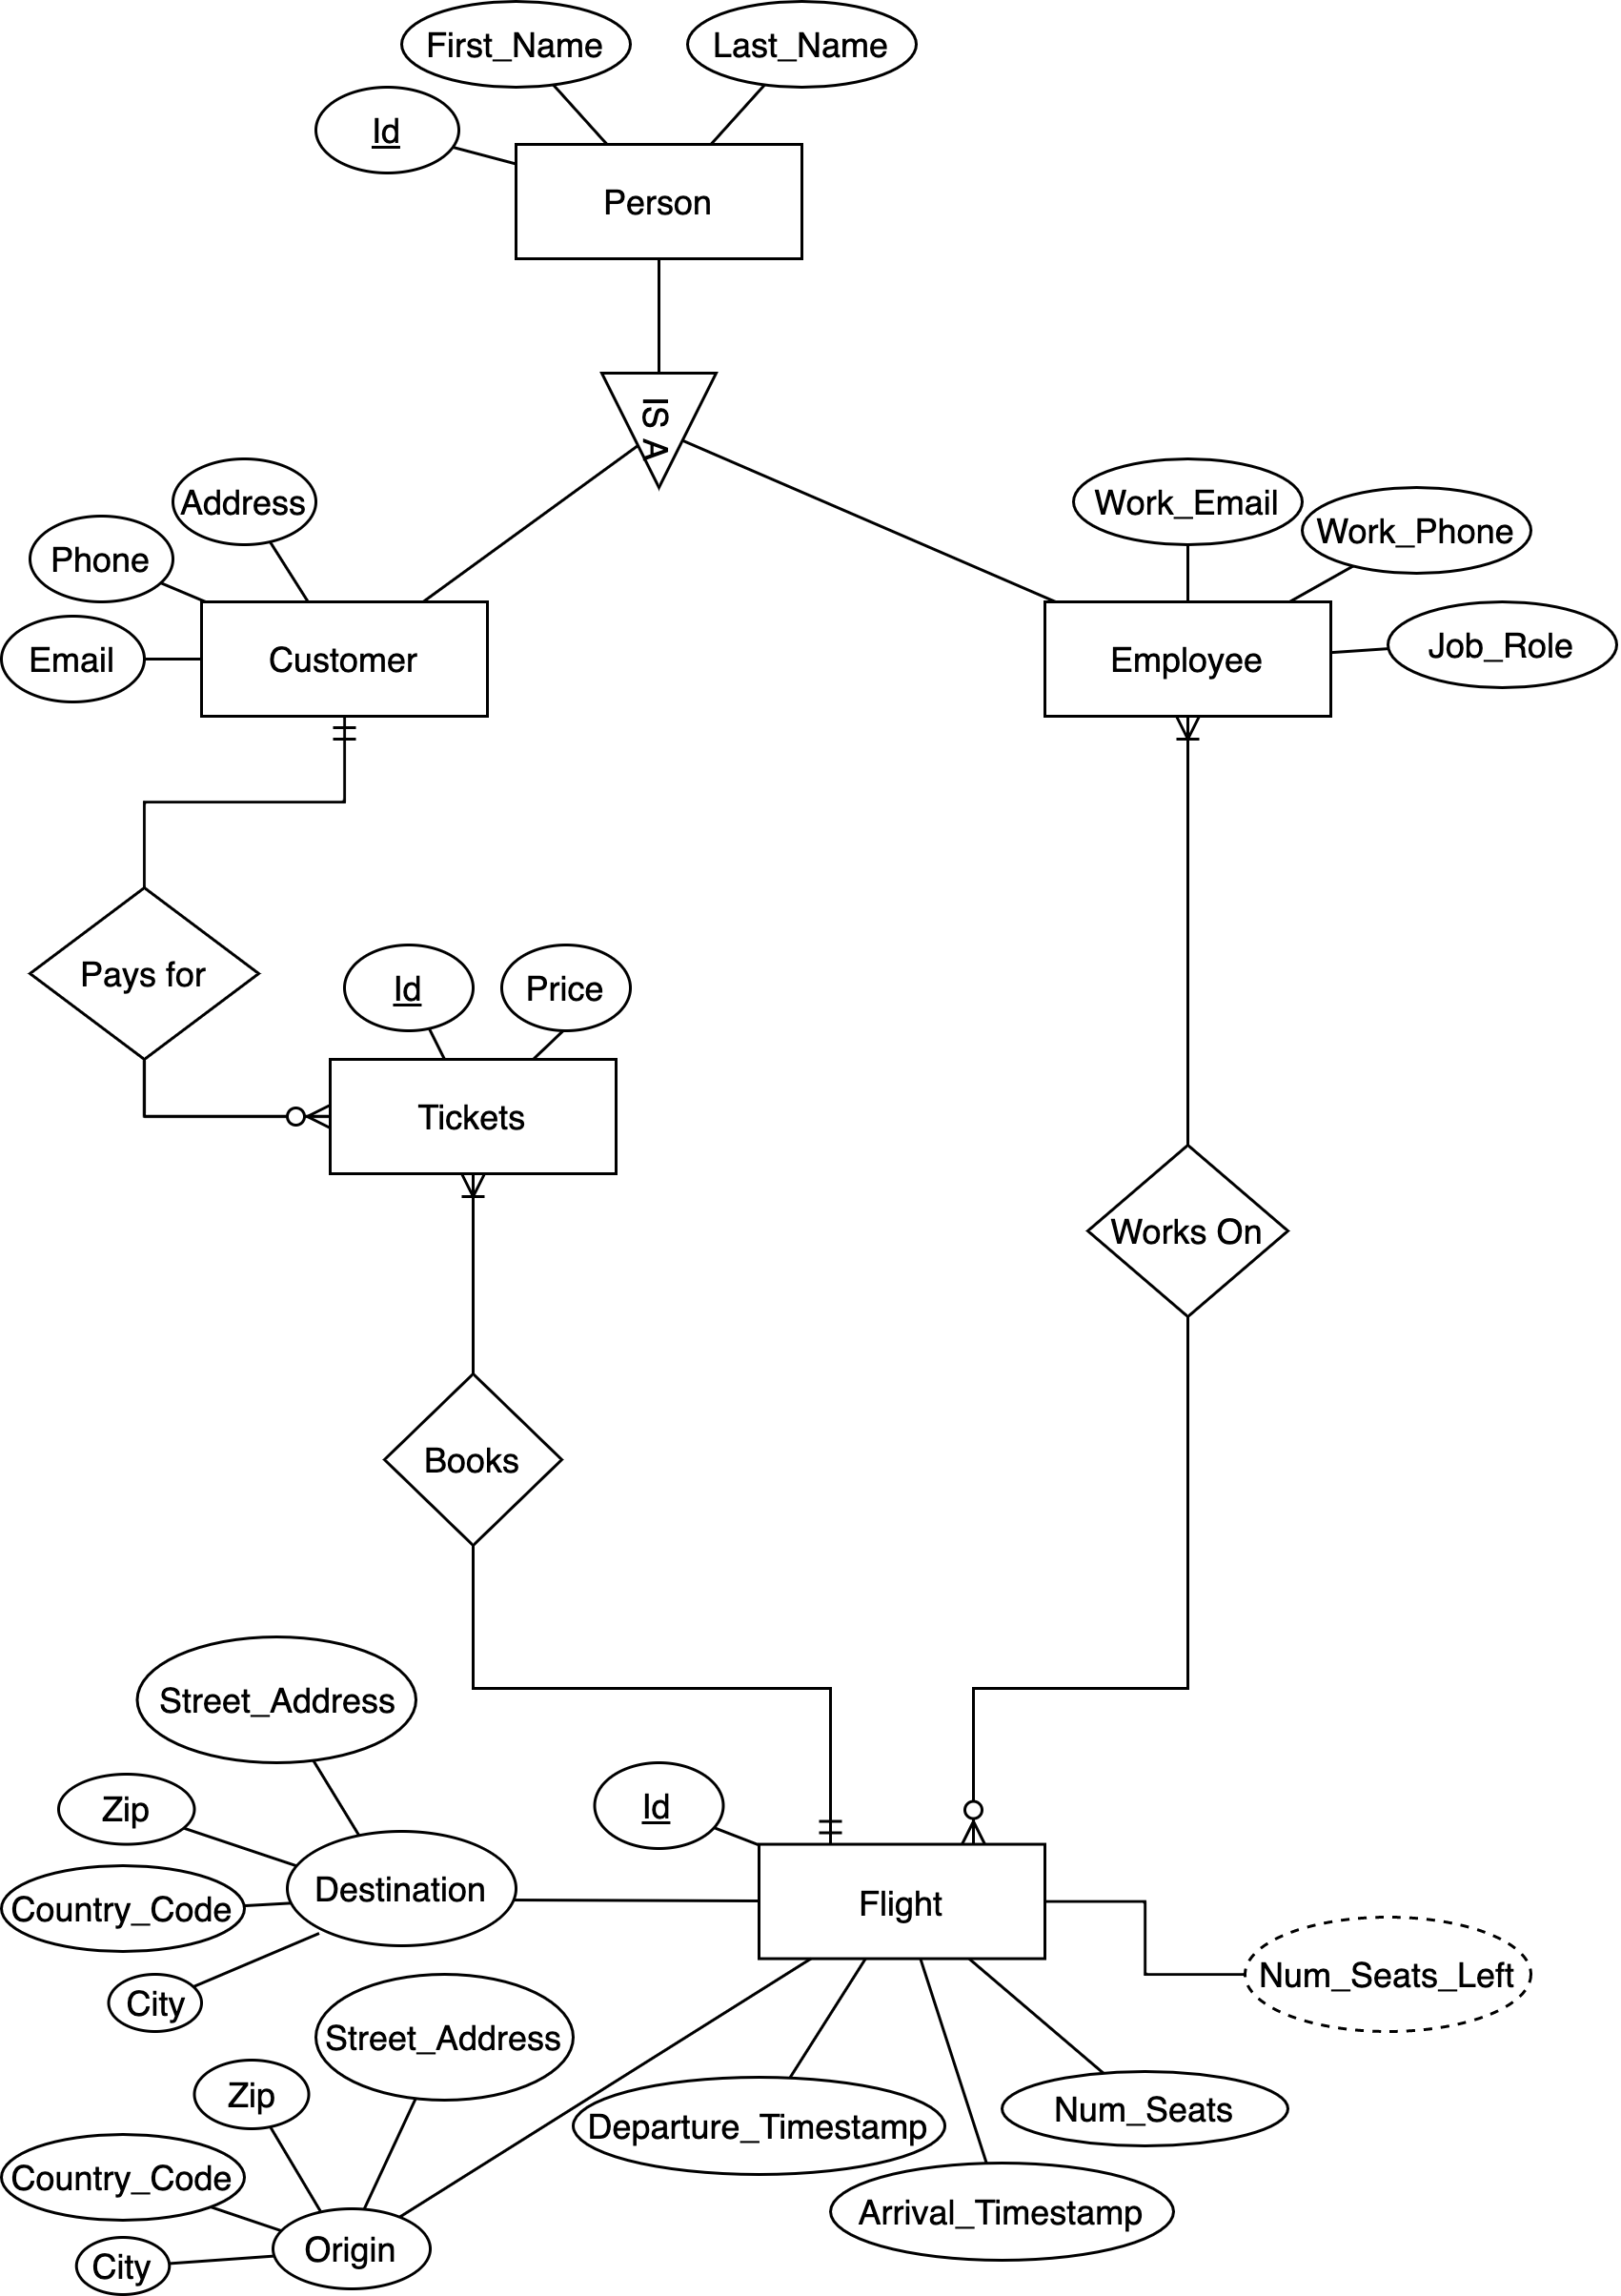 First_Name
Last_Name
Id
Person
IS A
Address
Phone
Email
Customer
Work_Email
Work_Phone
Job_Role
Employee
Pays for
Id
Price
Tickets
Works On
Books
Street_Address
Zip
Country_Code
City
Destination
Id
Flight
Num_Seats_Left
Street_Address
Zip
Country_Code
City
Origin
Departure_Timestamp
Num_Seats
Arrival_Timestamp